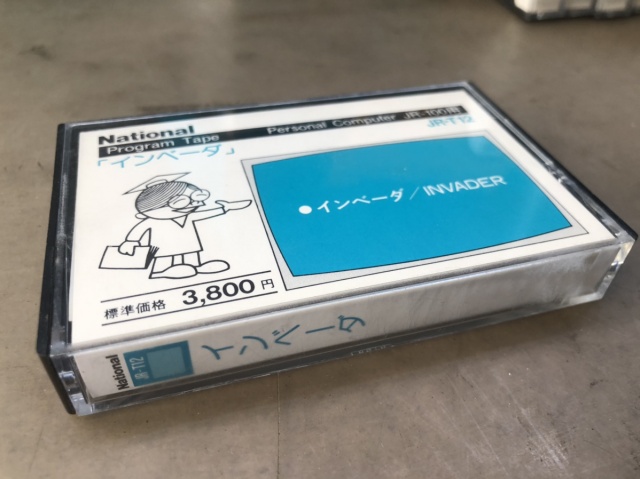 National
Program Tape Personal Computer JR-100用
JR-T12
「インベーダ」
●インベーダ／INVADER
標準価格 3,800円
National
JR-T12
インベーダ